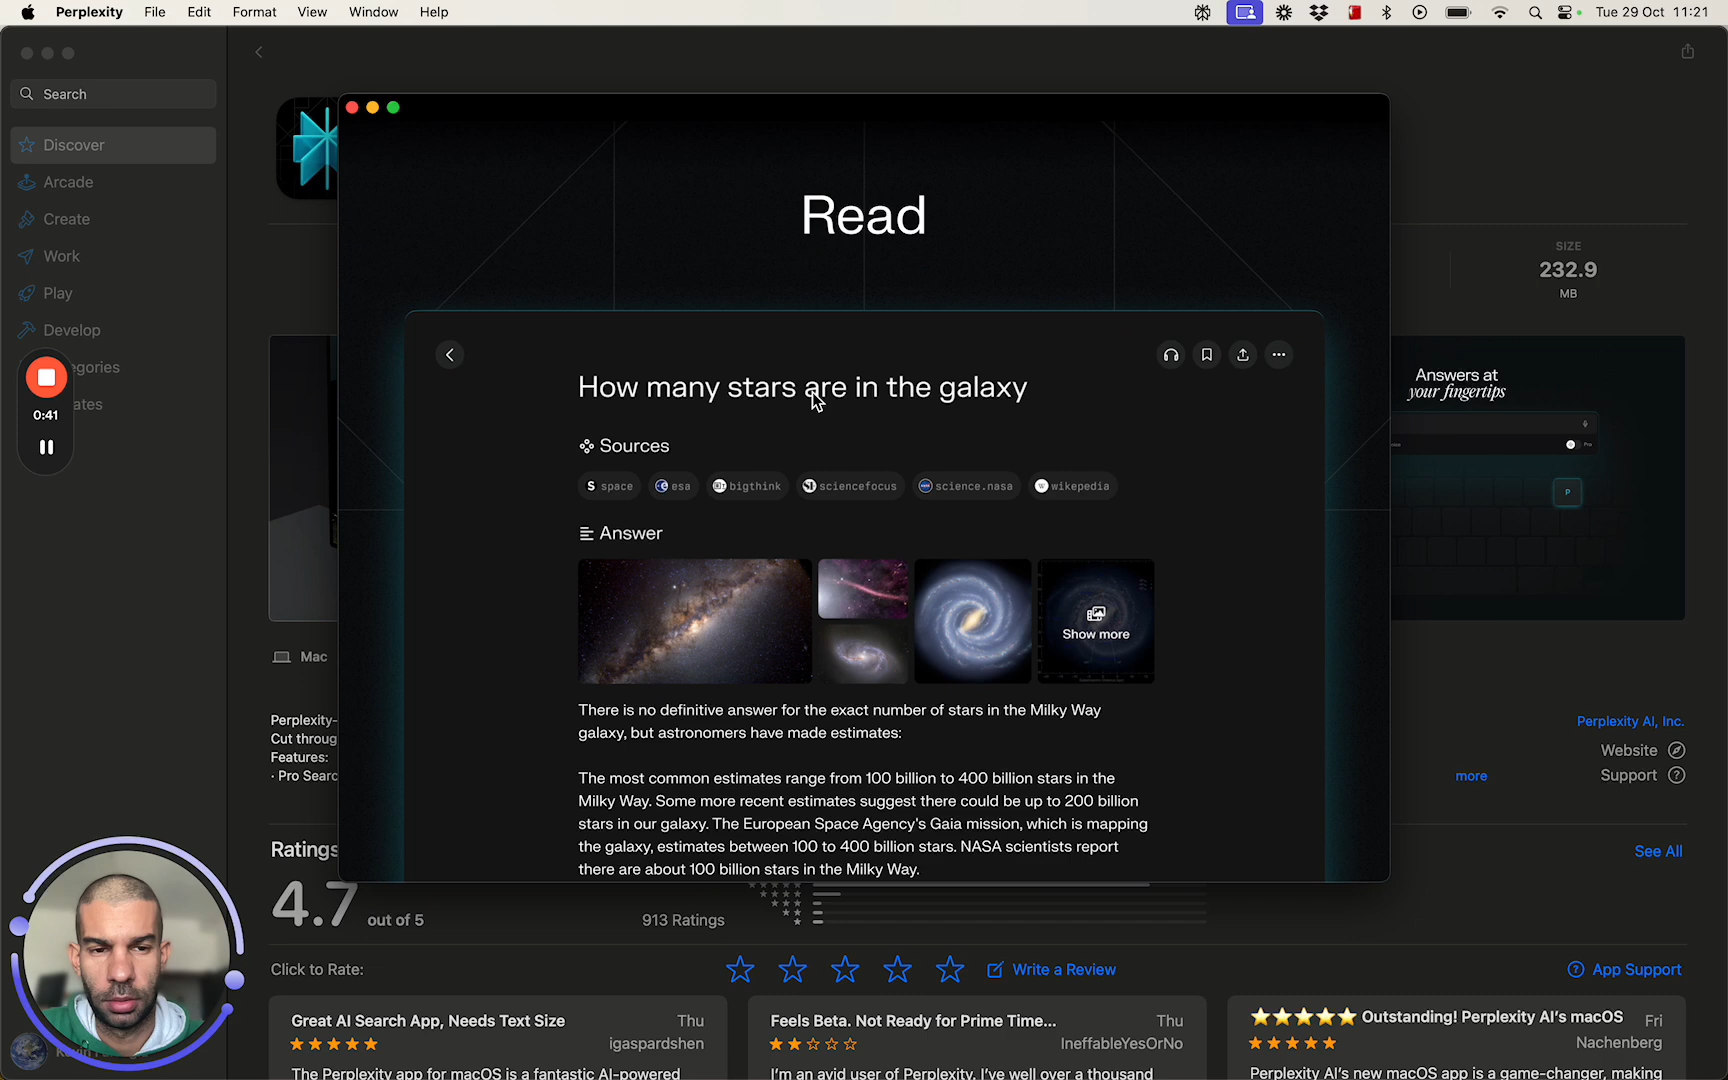 Perplexity File Edit Format View Window Help Tue 29 Oct 11:21
Search
Discover
Arcade
Create
Work
Play
Develop
egories
ates
0:41
Read
How many stars are in the galaxy
Sources
space esa bigthink sciencefocus science.nasa wikepedia
Answer
Show more
There is no definitive answer for the exact number of stars in the Milky Way
galaxy, but astronomers have made estimates:
The most common estimates range from 100 billion to 400 billion stars in the
Milky Way. Some more recent estimates suggest there could be up to 200 billion
stars in our galaxy. The European Space Agency's Gaia mission, which is mapping
the galaxy, estimates between 100 to 400 billion stars. NASA scientists report
there are about 100 billion stars in the Milky Way.
SIZE
232.9
MB
Answers at
your fingertips
Pro
P
Mac
Perplexity-
Cut throug
Features:
· Pro Searc
more
Perplexity AI, Inc.
Website
Support
Ratings
See All
4.7 out of 5
913 Ratings
Click to Rate:
Write a Review
App Support
Great AI Search App, Needs Text Size Thu
igaspardshen
The Perplexity app for macOS is a fantastic AI-powered
Feels Beta. Not Ready for Prime Time... Thu
IneffableYesOrNo
I'm an avid user of Perplexity. I've well over a thousand
Outstanding! Perplexity AI's macOS Fri
Nachenberg
Perplexity AI's new macOS app is a game-changer, making